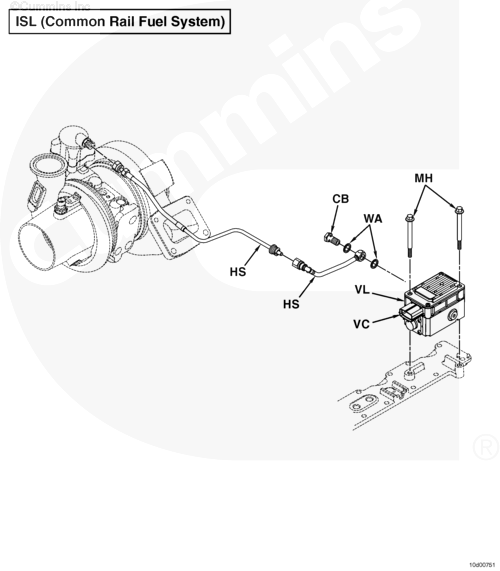 ©Cummins Inc
ISL (Common Rail Fuel System)
cummins
MH
CB
WA
HS
HS
VL
VC
®
10d00761